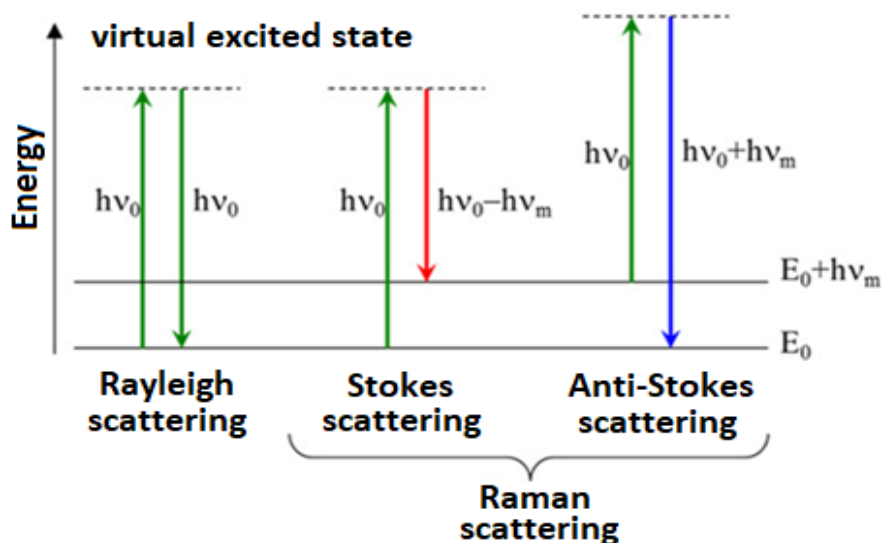 virtual excited state
Energy
hν₀
hν₀
hν₀
hν₀–hνₘ
hν₀
hν₀+hνₘ
E₀+hνₘ
E₀
Rayleigh
scattering
Stokes
scattering
Anti-Stokes
scattering
Raman
scattering